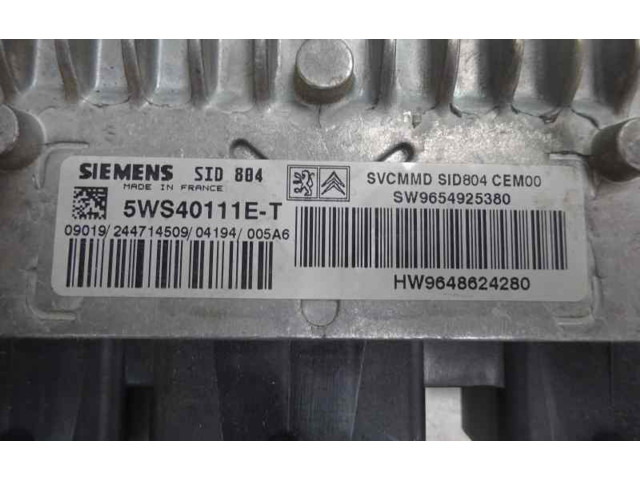 SIEMENS SID 804
MADE IN FRANCE
5WS40111E-T
09019/244714509/04194/005A6
SVCMMD SID804 CEM00
SW9654925380
HW9648624280